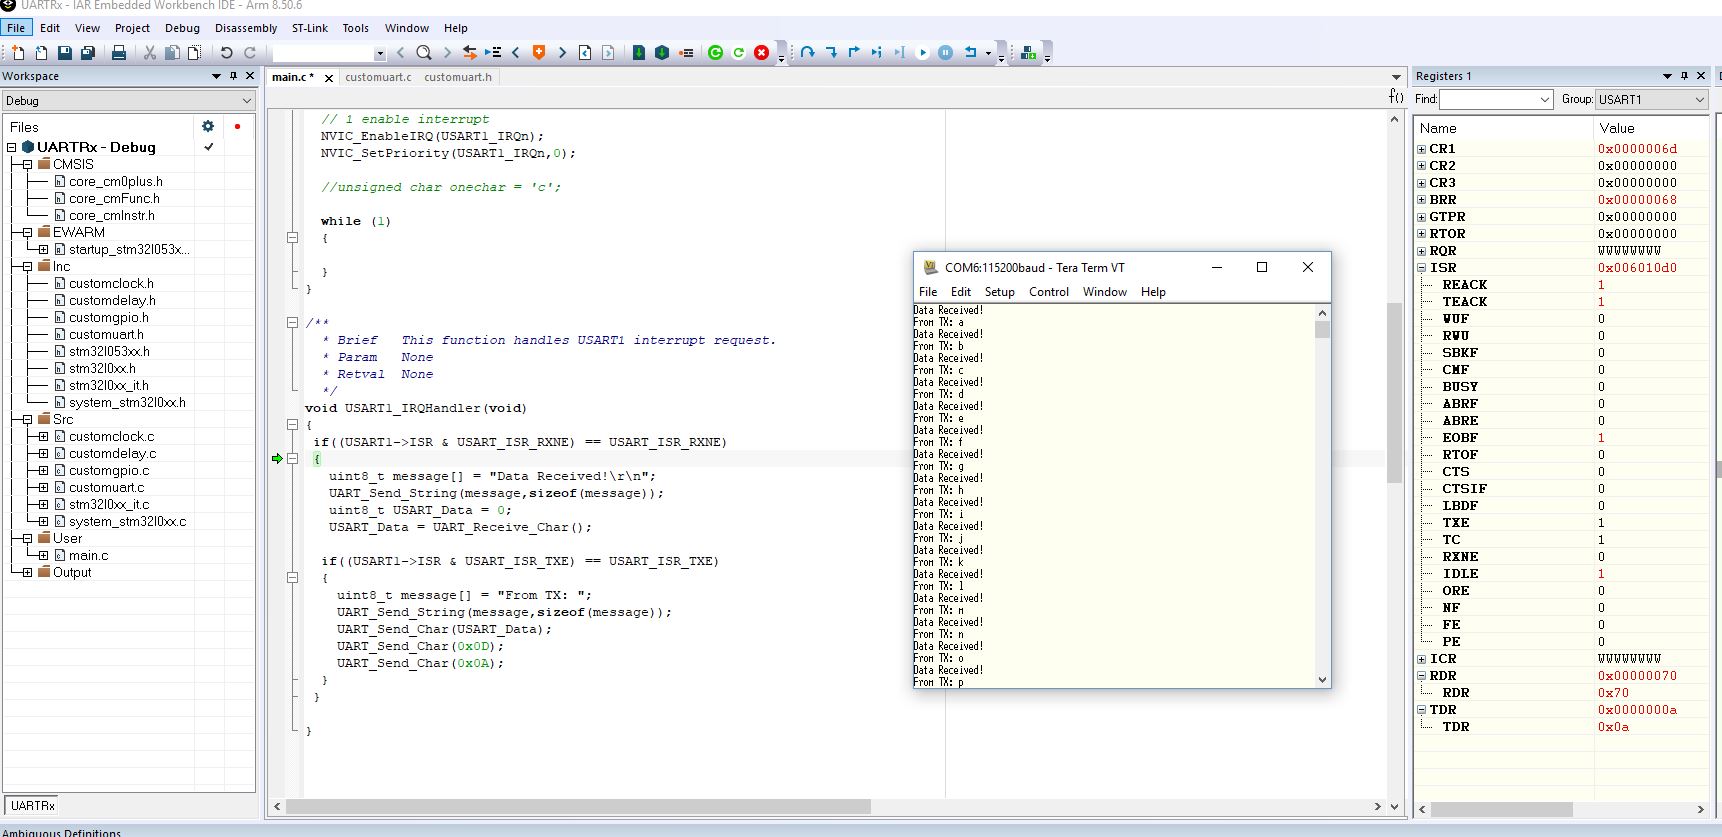 UARTRx - IAR Embedded Workbench IDE - Arm 8.50.6
File Edit View Project Debug Disassembly ST-Link Tools Window Help
Workspace
Debug
Files
UARTRx - Debug
CMSIS
core_cm0plus.h
core_cmFunc.h
core_cmInstr.h
EWARM
startup_stm32l053x...
Inc
customclock.h
customdelay.h
customgpio.h
customuart.h
stm32l053xx.h
stm32l0xx.h
stm32l0xx_it.h
system_stm32l0xx.h
Src
customclock.c
customdelay.c
customgpio.c
customuart.c
stm32l0xx_it.c
system_stm32l0xx.c
User
main.c
Output
UARTRx
main.c * customuart.c customuart.h
f()
// 1 enable interrupt
NVIC_EnableIRQ(USART1_IRQn);
NVIC_SetPriority(USART1_IRQn,0);
//unsigned char onechar = 'c';
while (1)
{
}
}
/**
* Brief   This function handles USART1 interrupt request.
* Param   None
* Retval  None
*/
void USART1_IRQHandler(void)
{
if((USART1->ISR & USART_ISR_RXNE) == USART_ISR_RXNE)
{
uint8_t message[] = "Data Received!\r\n";
UART_Send_String(message,sizeof(message));
uint8_t USART_Data = 0;
USART_Data = UART_Receive_Char();
if((USART1->ISR & USART_ISR_TXE) == USART_ISR_TXE)
{
uint8_t message[] = "From TX: ";
UART_Send_String(message,sizeof(message));
UART_Send_Char(USART_Data);
UART_Send_Char(0x0D);
UART_Send_Char(0x0A);
}
}
}
COM6:115200baud - Tera Term VT
File Edit Setup Control Window Help
Data Received!
From TX: a
Data Received!
From TX: b
Data Received!
From TX: c
Data Received!
From TX: d
Data Received!
From TX: e
Data Received!
From TX: f
Data Received!
From TX: g
Data Received!
From TX: h
Data Received!
From TX: i
Data Received!
From TX: j
Data Received!
From TX: k
Data Received!
From TX: l
Data Received!
From TX: m
Data Received!
From TX: n
Data Received!
From TX: o
Data Received!
From TX: p
Registers 1
Find: Group: USART1
Name Value
CR1 0x0000006d
CR2 0x00000000
CR3 0x00000000
BRR 0x00000068
GTPR 0x00000000
RTOR 0x00000000
RQR WWWWWWWW
ISR 0x006010d0
REACK 1
TEACK 1
WUF 0
RWU 0
SBKF 0
CMF 0
BUSY 0
ABRF 0
ABRE 0
EOBF 1
RTOF 0
CTS 0
CTSIF 0
LBDF 0
TXE 1
TC 1
RXNE 0
IDLE 1
ORE 0
NF 0
FE 0
PE 0
ICR WWWWWWWW
RDR 0x00000070
RDR 0x70
TDR 0x0000000a
TDR 0x0a
Ambiguous Definitions